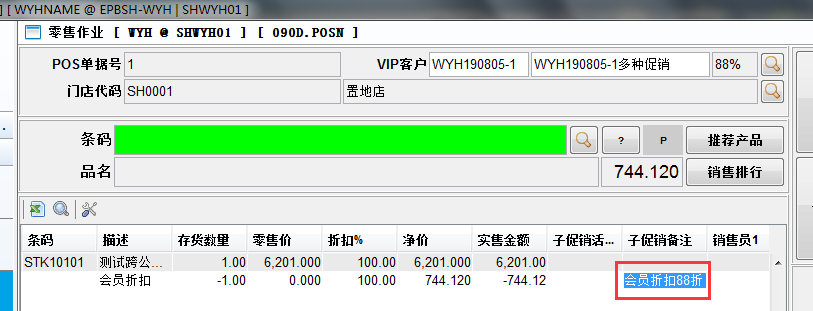 ] [ WYHNAME @ EPBSH-WYH | SHWYH01 ]
零售作业 [ WYH @ SHWYH01 ] [ 090D.POSN ]
POS单据号 1 VIP客户 WYH190805-1 WYH190805-1多种促销 88%
门店代码 SH0001 置地店
条码 ? P 推荐产品
品名 744.120 销售排行
条码 描述 存货数量 零售价 折扣% 净价 实售金额 子促销活... 子促销备注 销售员1
STK10101 测试跨公... 1.00 6,201.000 100.00 6,201.000 6,201.00
会员折扣 -1.00 0.000 100.00 744.120 -744.12 会员折扣88折